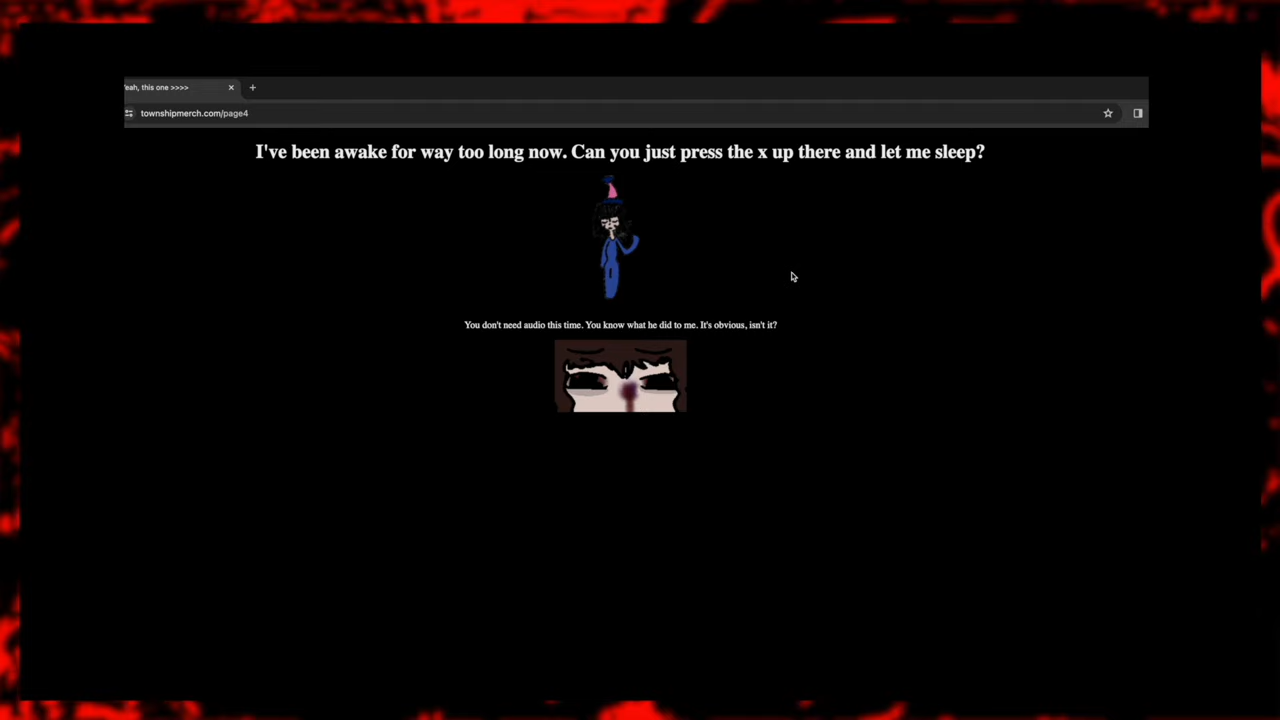 Yeah, this one >>>>
townshipmerch.com/page4
I've been awake for way too long now. Can you just press the x up there and let me sleep?
You don't need audio this time. You know what he did to me. It's obvious, isn't it?